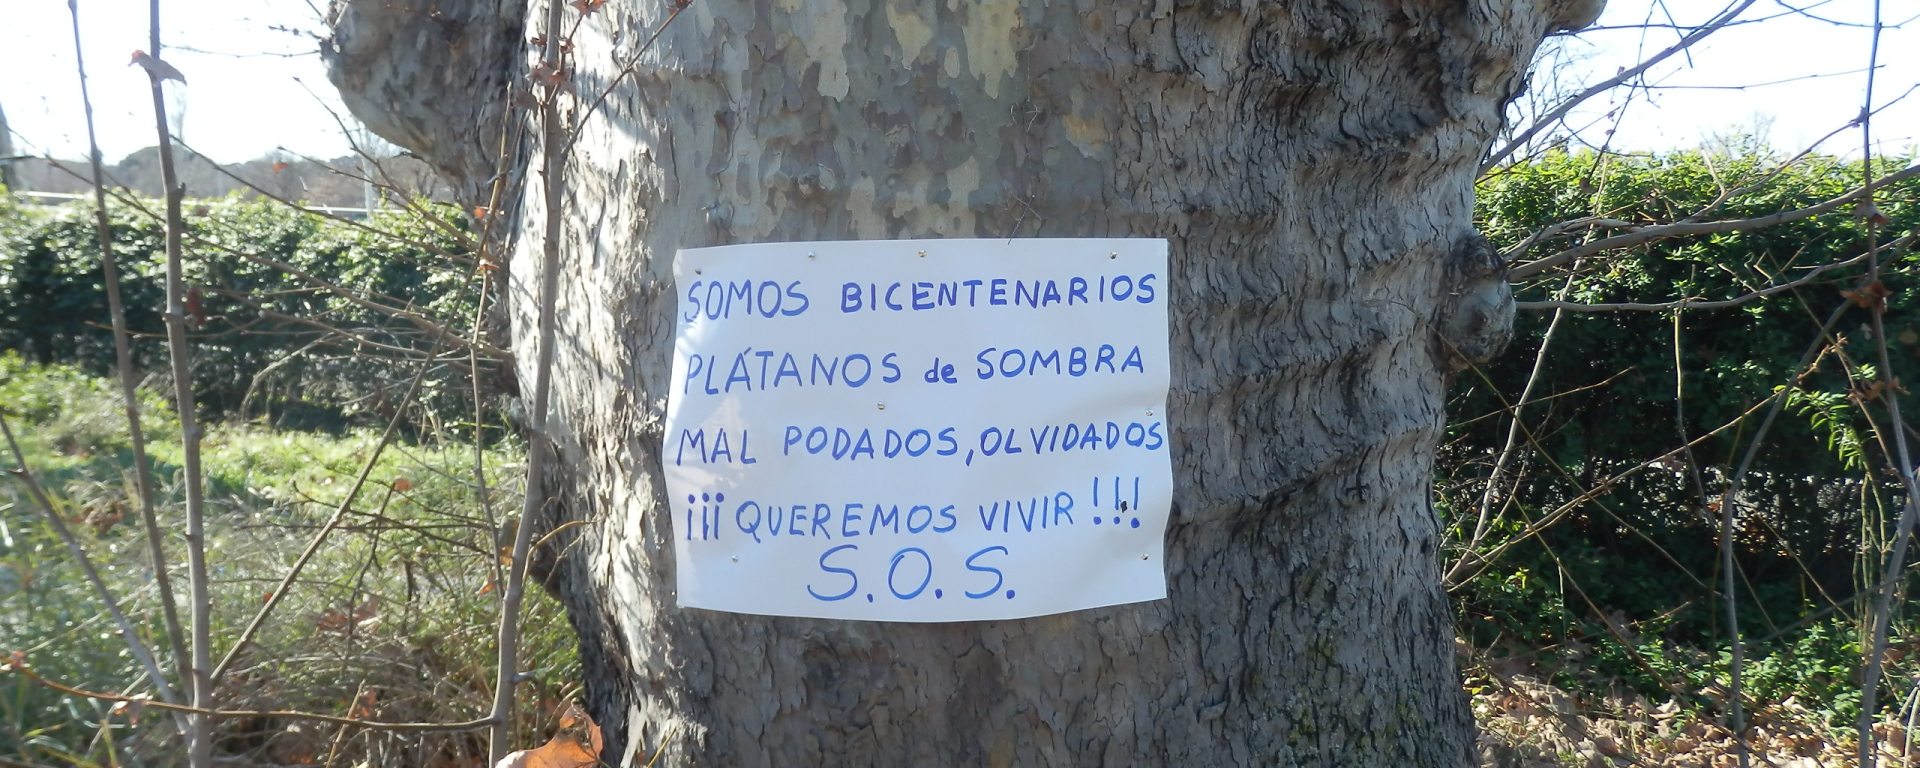 SOMOS BICENTENARIOS
PLÁTANOS de SOMBRA
MAL PODADOS, OLVIDADOS
¡¡¡QUEREMOS VIVIR!!!
S.O.S.